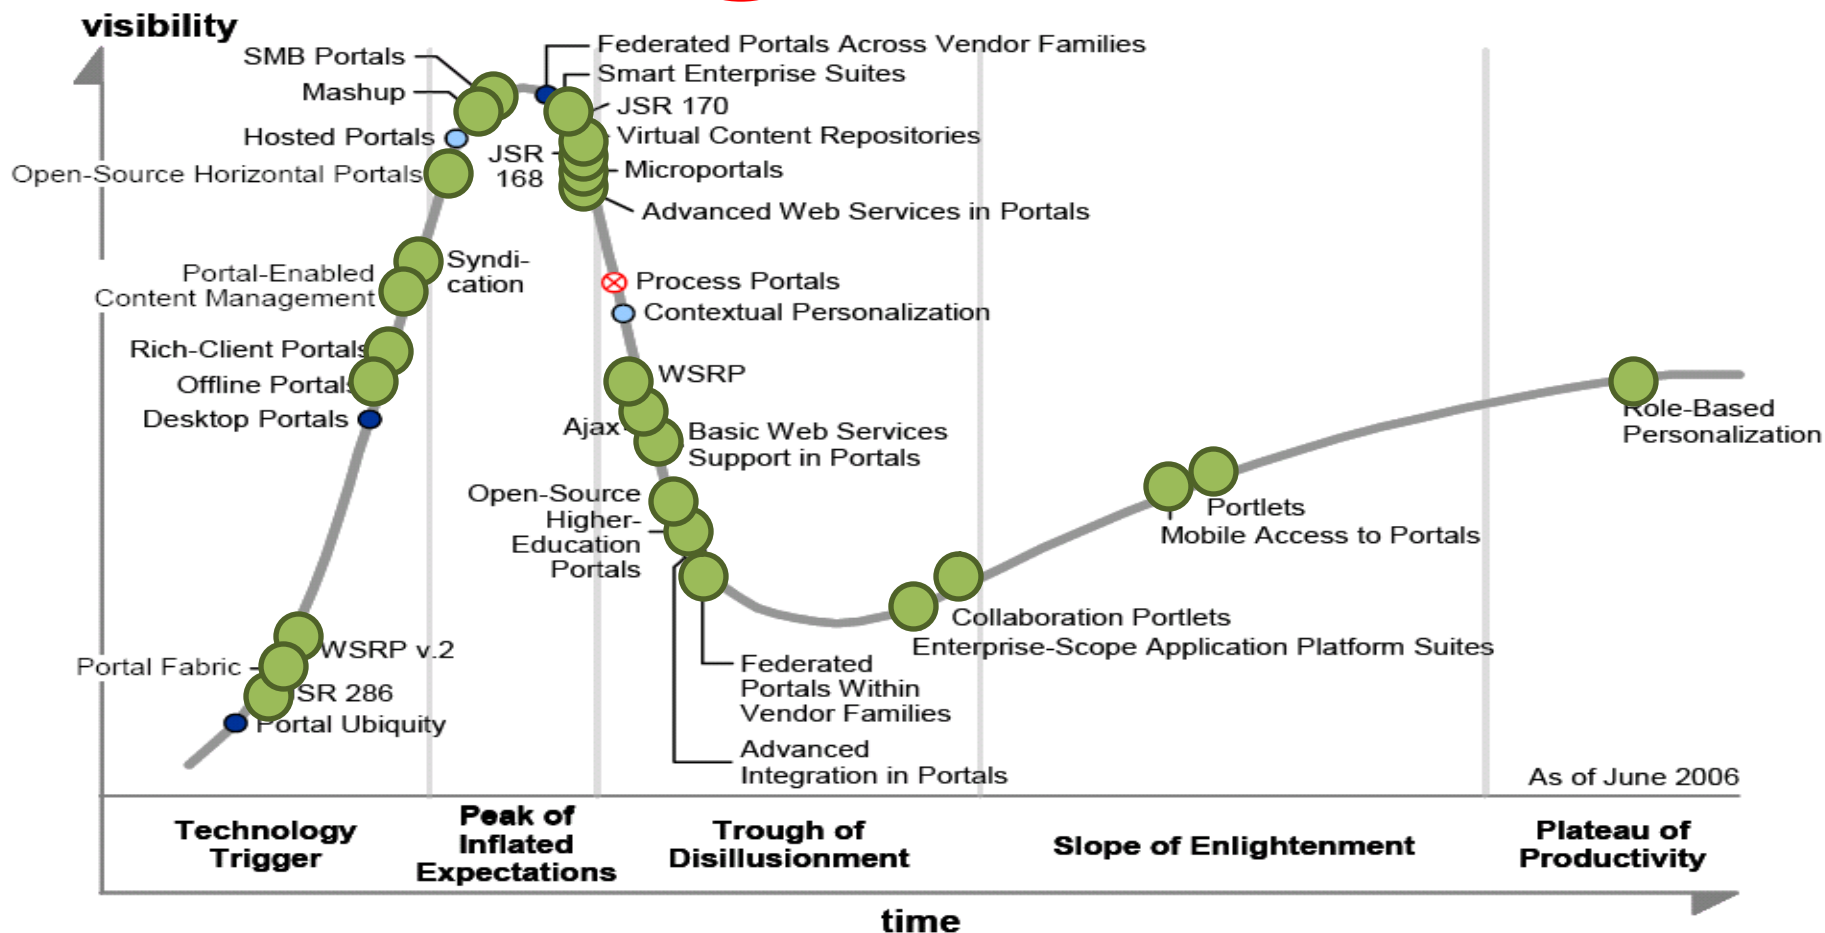 visibility
SMB Portals
Mashup
Hosted Portals
Open-Source Horizontal Portals
Federated Portals Across Vendor Families
Smart Enterprise Suites
JSR 170
Virtual Content Repositories
JSR
168
Microportals
Advanced Web Services in Portals
Portal-Enabled
Content Management
Syndi-
cation
Process Portals
Contextual Personalization
Rich-Client Portals
Offline Portals
Desktop Portals
WSRP
Ajax
Basic Web Services
Support in Portals
Open-Source
Higher-
Education
Portals
Role-Based
Personalization
Portlets
Mobile Access to Portals
Collaboration Portlets
Enterprise-Scope Application Platform Suites
WSRP v.2
Portal Fabric
SR 286
Portal Ubiquity
Federated
Portals Within
Vendor Families
Advanced
Integration in Portals
As of June 2006
Technology
Trigger
Peak of
Inflated
Expectations
Trough of
Disillusionment
Slope of Enlightenment
Plateau of
Productivity
time